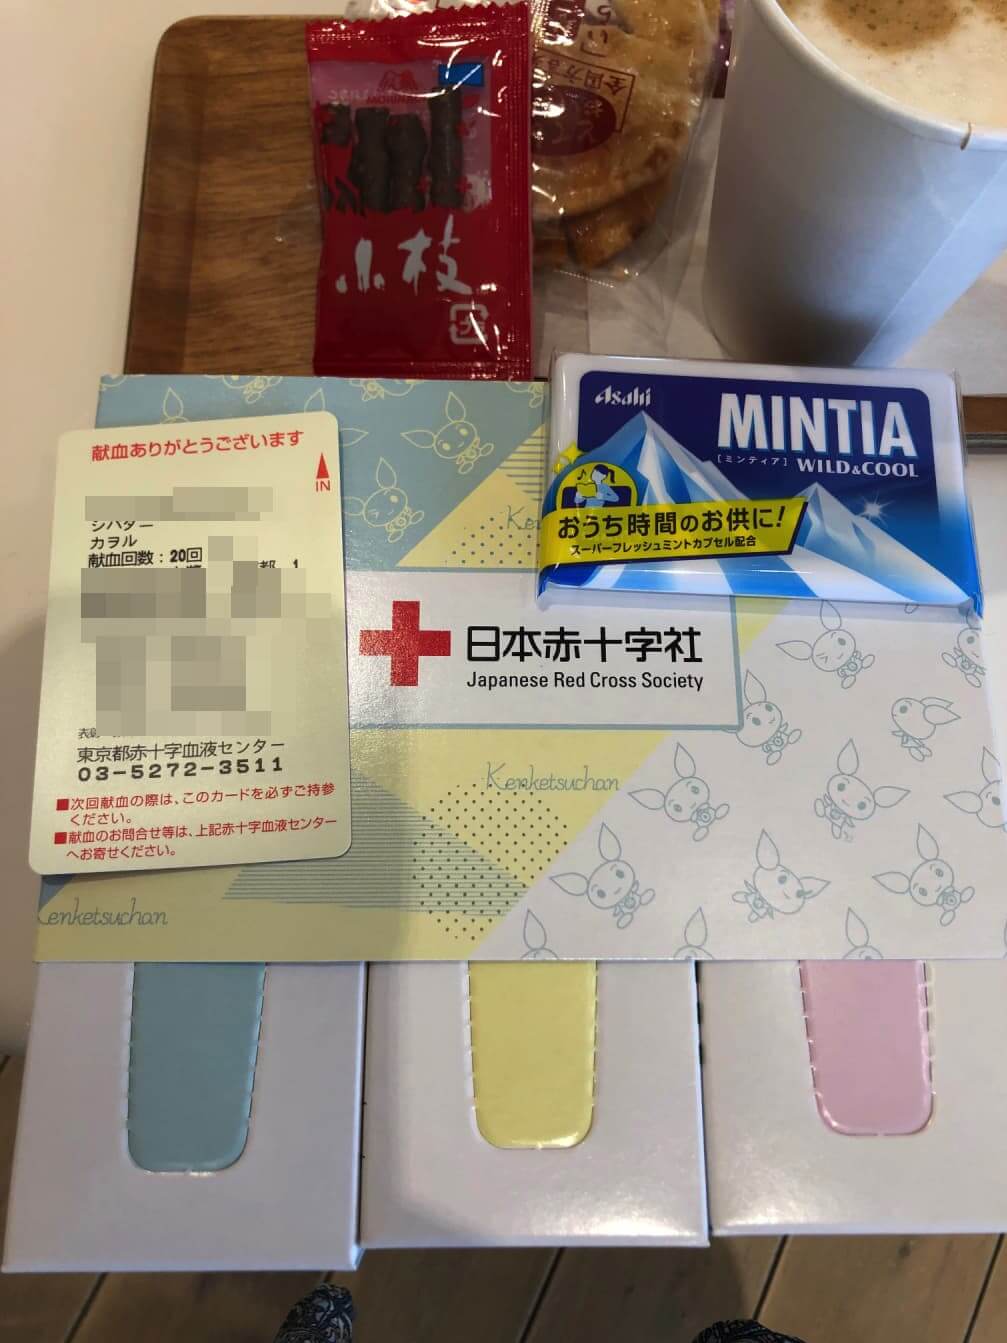 小枝
全国方々
献血ありがとうございます
IN
シバター
カヲル
献血回数：20回
都 1
東京都赤十字血液センター
03-5272-3511
■次回献血の際は、このカードを必ずご持参
ください。
■献血のお問合せ等は、上記赤十字血液センター
へお寄せください。
Asahi
MINTIA
［ミンティア］ WILD&COOL
おうち時間のお供に!
スーパーフレッシュミントカプセル配合
日本赤十字社
Japanese Red Cross Society
Kenketsuchan
Kenketsuchan